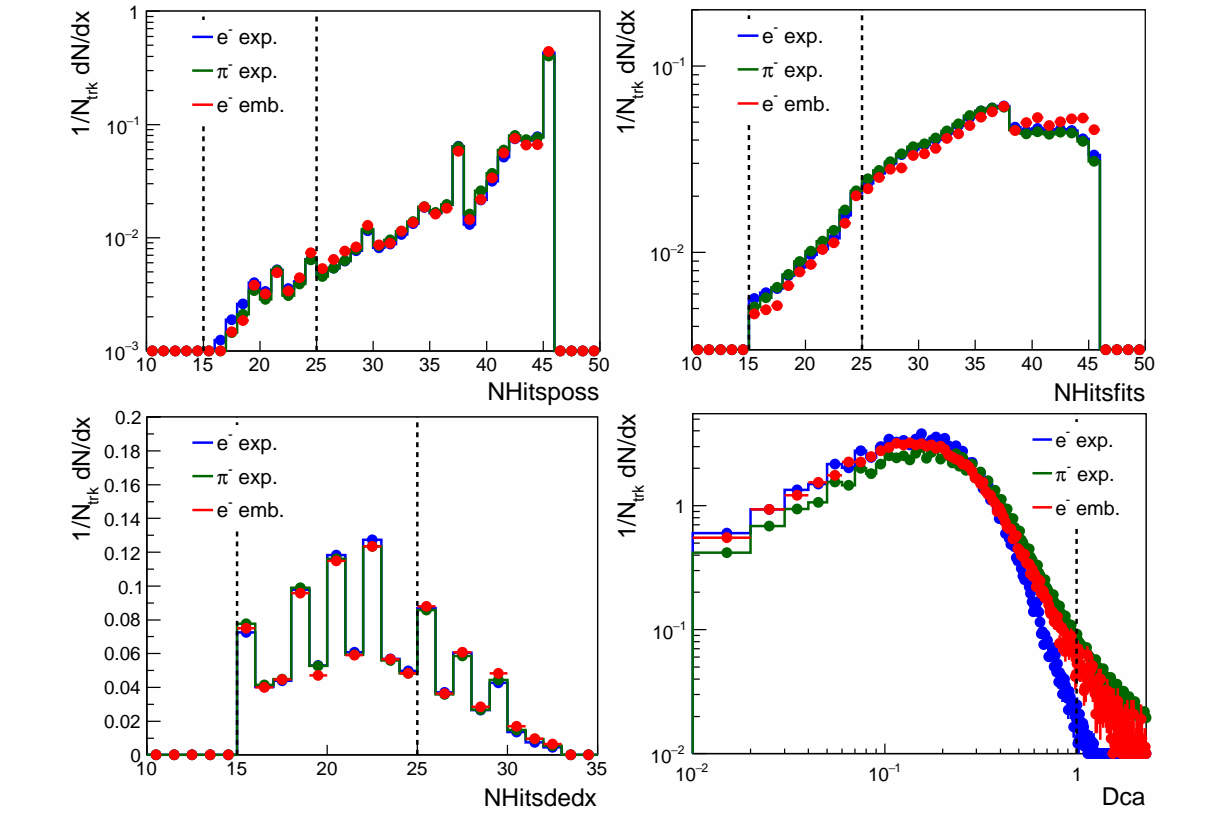 1/N_trk dN/dx
1
10⁻¹
10⁻²
10⁻³
e⁻ exp.
π⁻ exp.
e⁻ emb.
10 15 20 25 30 35 40 45 50
NHitsposs
1/N_trk dN/dx
10⁻¹
10⁻²
e⁻ exp.
π⁻ exp.
e⁻ emb.
10 15 20 25 30 35 40 45 50
NHitsfits
1/N_trk dN/dx
0.2
0.18
0.16
0.14
0.12
0.1
0.08
0.06
0.04
0.02
0
e⁻ exp.
π⁻ exp.
e⁻ emb.
10 15 20 25 30 35
NHitsdedx
1/N_trk dN/dx
1
10⁻¹
10⁻²
e⁻ exp.
π⁻ exp.
e⁻ emb.
10⁻² 10⁻¹ 1
Dca